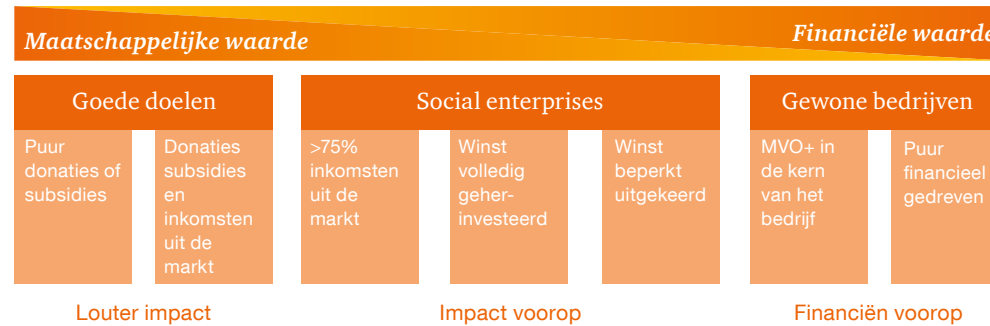 Maatschappelijke waarde
Financiële waarde
Goede doelen
Social enterprises
Gewone bedrijven
Puur
donaties of
subsidies
Donaties
subsidies
en
inkomsten
uit de
markt
>75%
inkomsten
uit de
markt
Winst
volledig
geher-
investeerd
Winst
beperkt
uitgekeerd
MVO+ in
de kern
van het
bedrijf
Puur
financieel
gedreven
Louter impact
Impact voorop
Financiën voorop